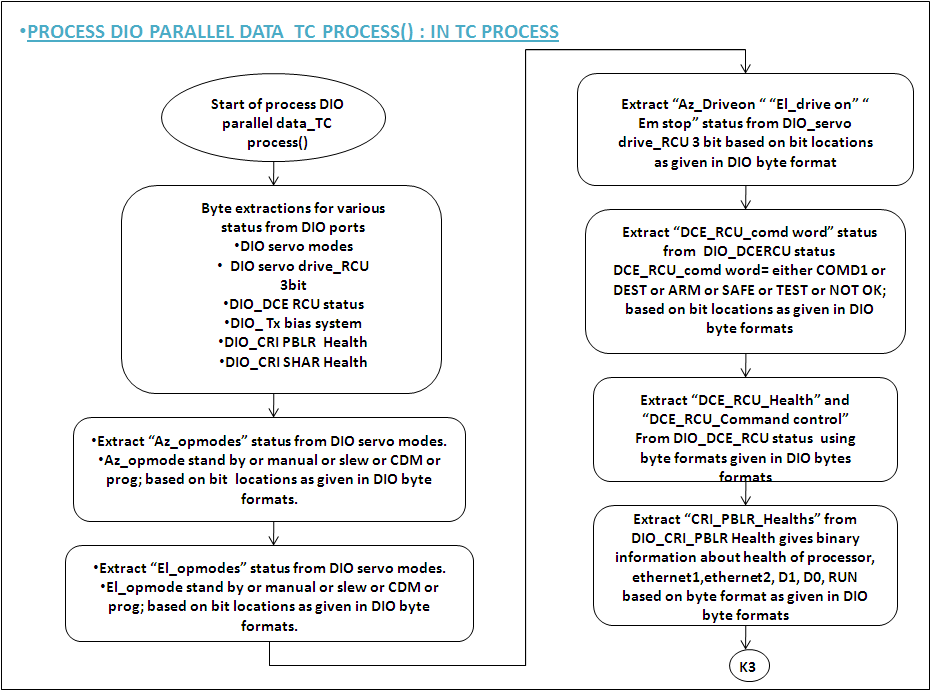 •PROCESS DIO PARALLEL DATA  TC PROCESS() : IN TC PROCESS
Start of process DIO
parallel data_TC
process()
Byte extractions for various
status from DIO ports
•DIO servo modes
• DIO servo drive_RCU
3bit
•DIO_DCE RCU status
•DIO_ Tx bias system
•DIO_CRI PBLR  Health
•DIO_CRI SHAR Health
•Extract “Az_opmodes” status from DIO servo modes.
•Az_opmode stand by or manual or slew or CDM or
prog; based on bit  locations as given in DIO byte
formats.
•Extract “El_opmodes” status from DIO servo modes.
•El_opmode stand by or manual or slew or CDM or
prog; based on bit locations as given in DIO byte
formats.
Extract “Az_Driveon “ “El_drive on” “
Em stop” status from DIO_servo
drive_RCU 3 bit based on bit locations
as given in DIO byte format
Extract “DCE_RCU_comd word” status
from  DIO_DCERCU status
DCE_RCU_comd word= either COMD1 or
DEST or ARM or SAFE or TEST or NOT OK;
based on bit locations as given in DIO
byte formats
Extract “DCE_RCU_Health” and
“DCE_RCU_Command control”
From DIO_DCE_RCU status  using
byte formats given in DIO bytes
formats
Extract “CRI_PBLR_Healths” from
DIO_CRI_PBLR Health gives binary
information about health of processor,
ethernet1,ethernet2, D1, D0, RUN
based on byte format as given in DIO
byte formats
K3